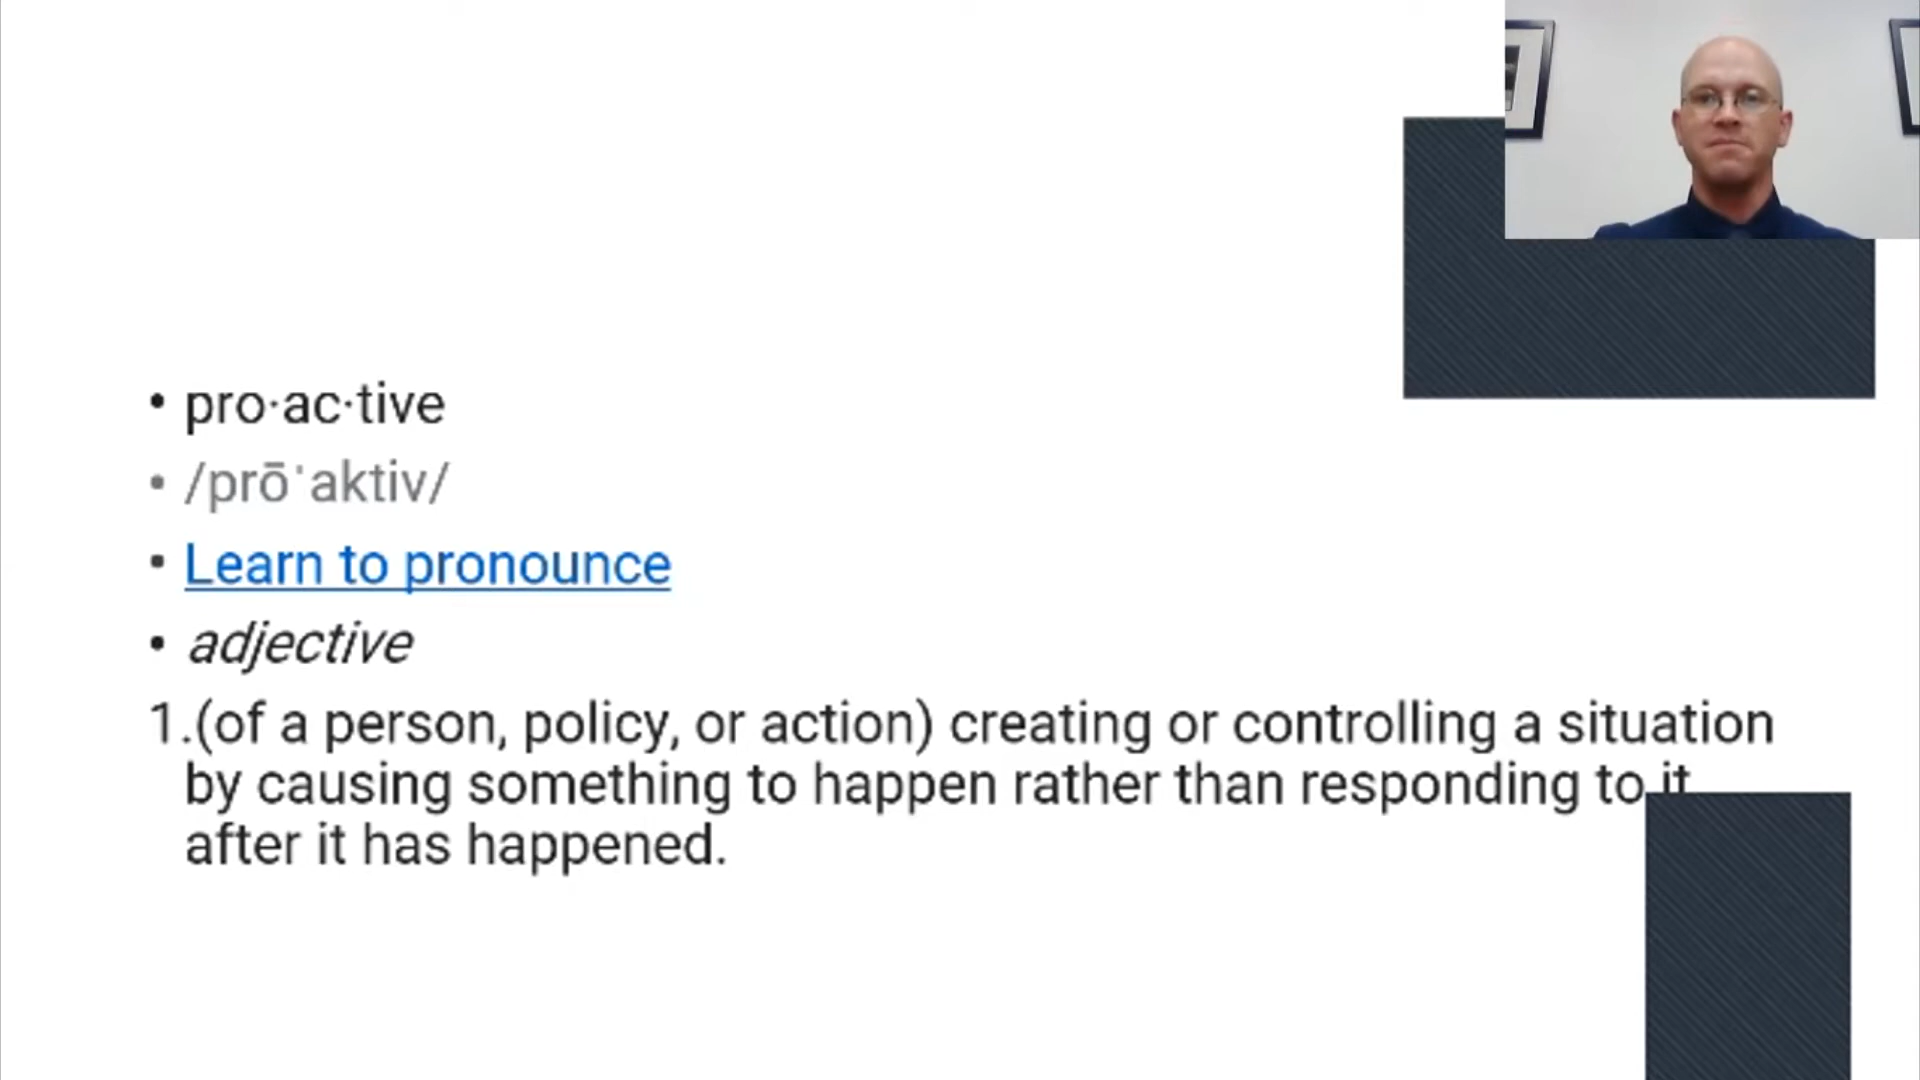 • pro·ac·tive
• /prōˈaktiv/
• Learn to pronounce
• adjective
1.(of a person, policy, or action) creating or controlling a situation
by causing something to happen rather than responding to it
after it has happened.